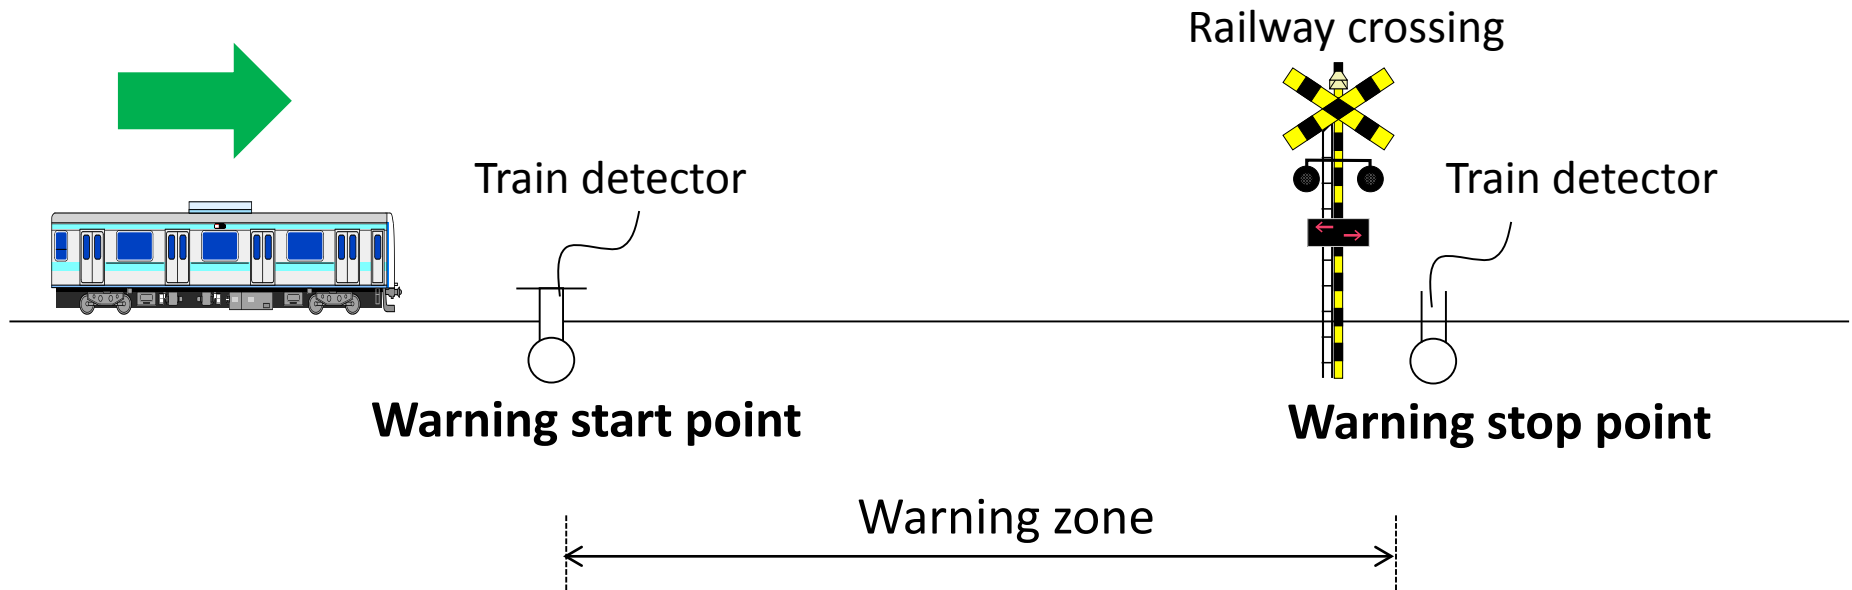 Railway crossing
Train detector
Train detector
Warning start point
Warning stop point
Warning zone